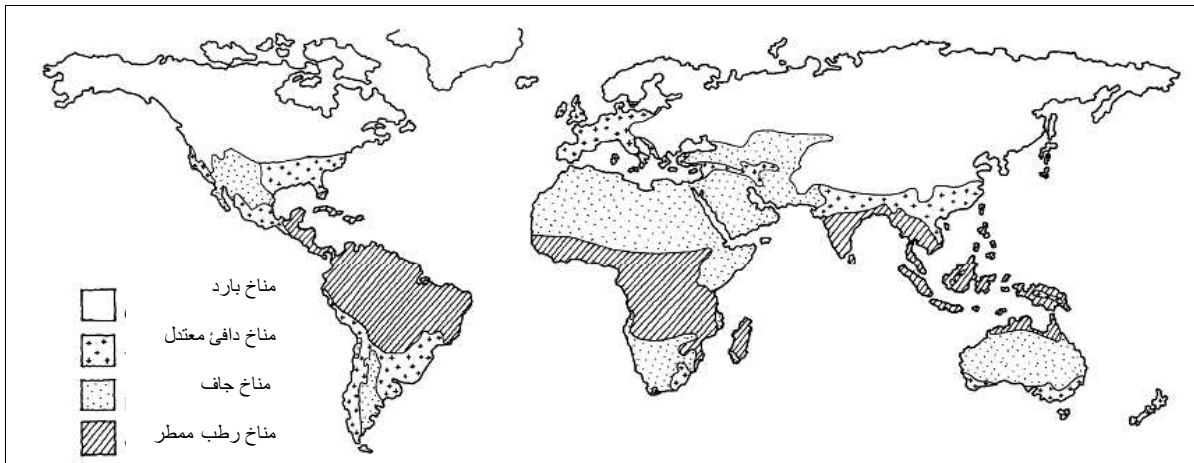 مناخ بارد
مناخ دافئ معتدل
مناخ جاف
مناخ رطب ممطر